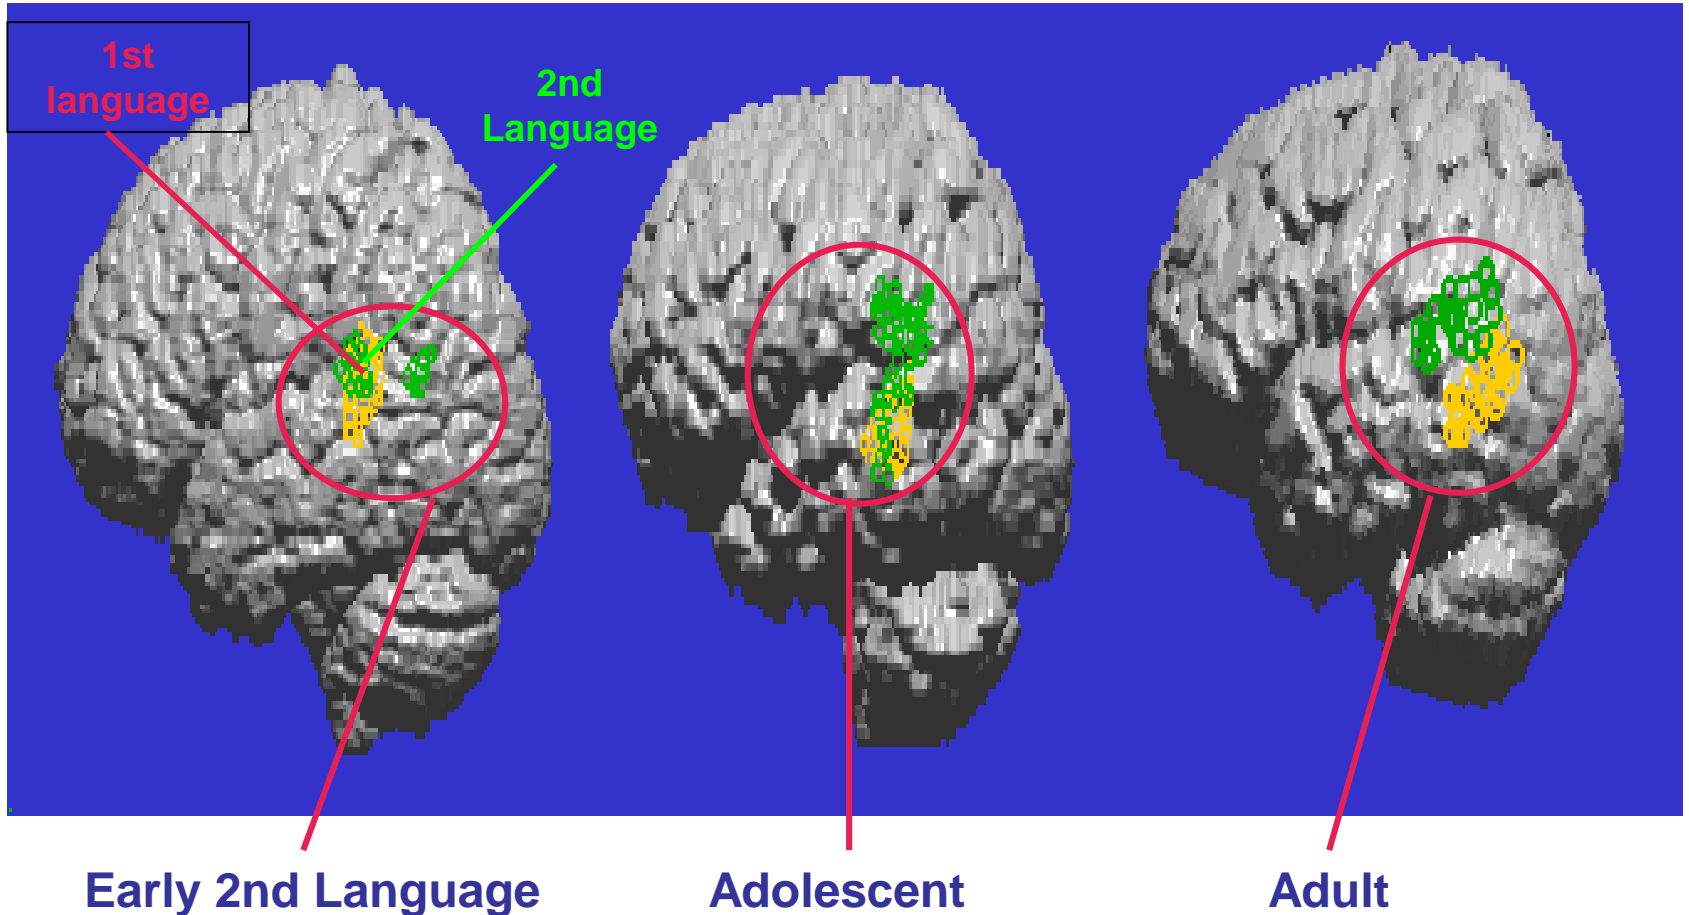 1st
language
2nd
Language
Early 2nd Language
Adolescent
Adult